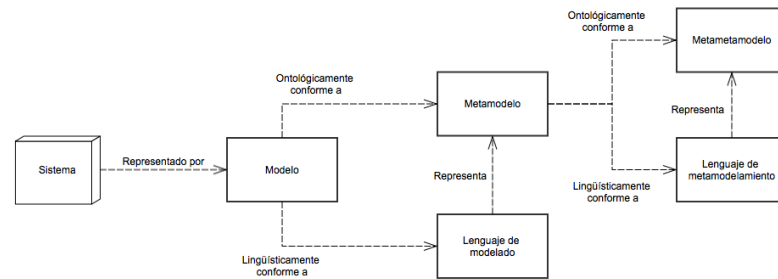 Ontológicamente
conforme a
Metametamodelo
Ontológicamente
conforme a
Metamodelo
Representa
Sistema
Representado por
Modelo
Representa
Lingüísticamente
conforme a
Lenguaje de
metamodelamiento
Lingüísticamente
conforme a
Lenguaje de
modelado